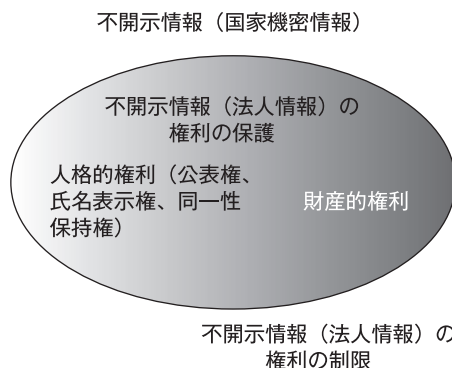 不開示情報（国家機密情報）
不開示情報（法人情報）の
権利の保護
人格的権利（公表権、
氏名表示権、同一性
保持権）
財産的権利
不開示情報（法人情報）の
権利の制限